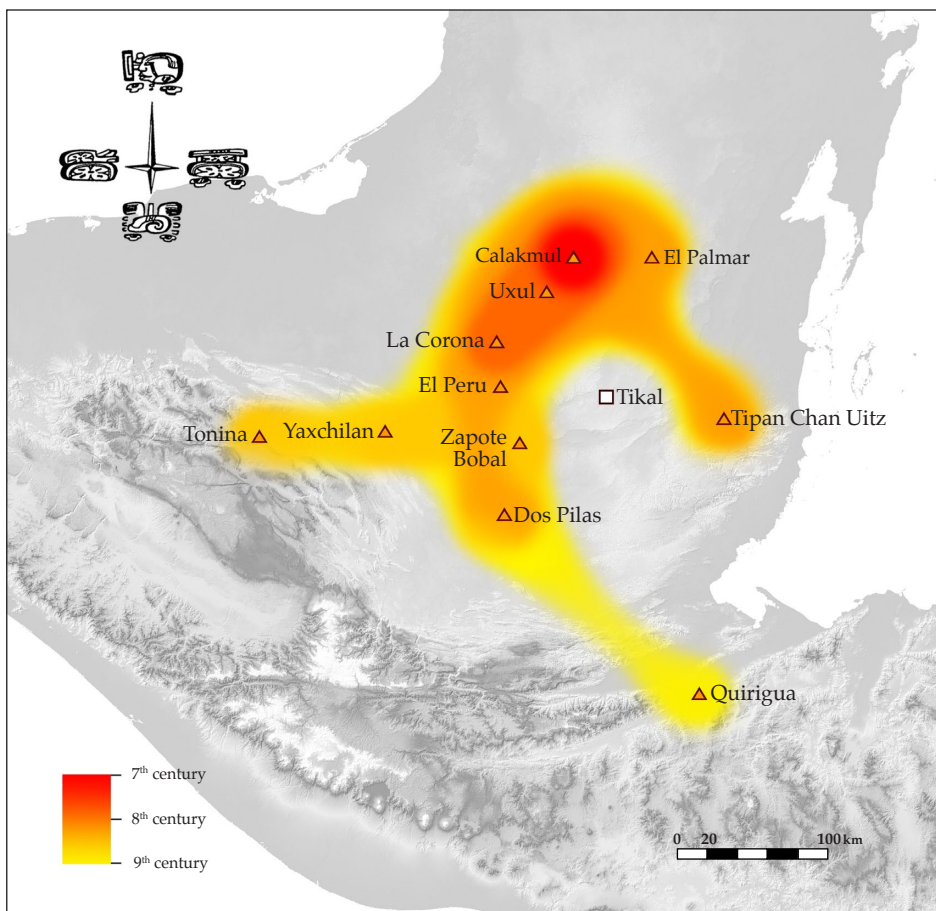 Calakmul
El Palmar
Uxul
La Corona
El Peru
Tikal
Tipan Chan Uitz
Tonina
Yaxchilan
Zapote
Bobal
Dos Pilas
Quirigua
7th century
8th century
9th century
0 20 100 km